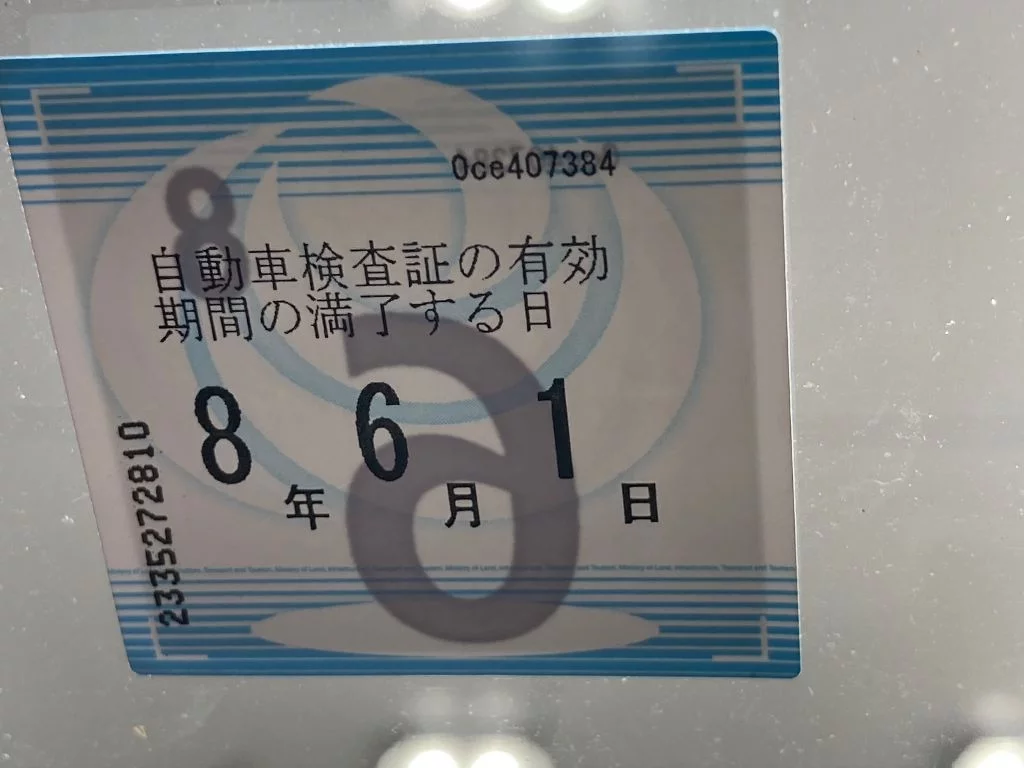 0ce407384
8
自動車検査証の有効
期間の満了する日
8年 6月 1日
6
2335272810